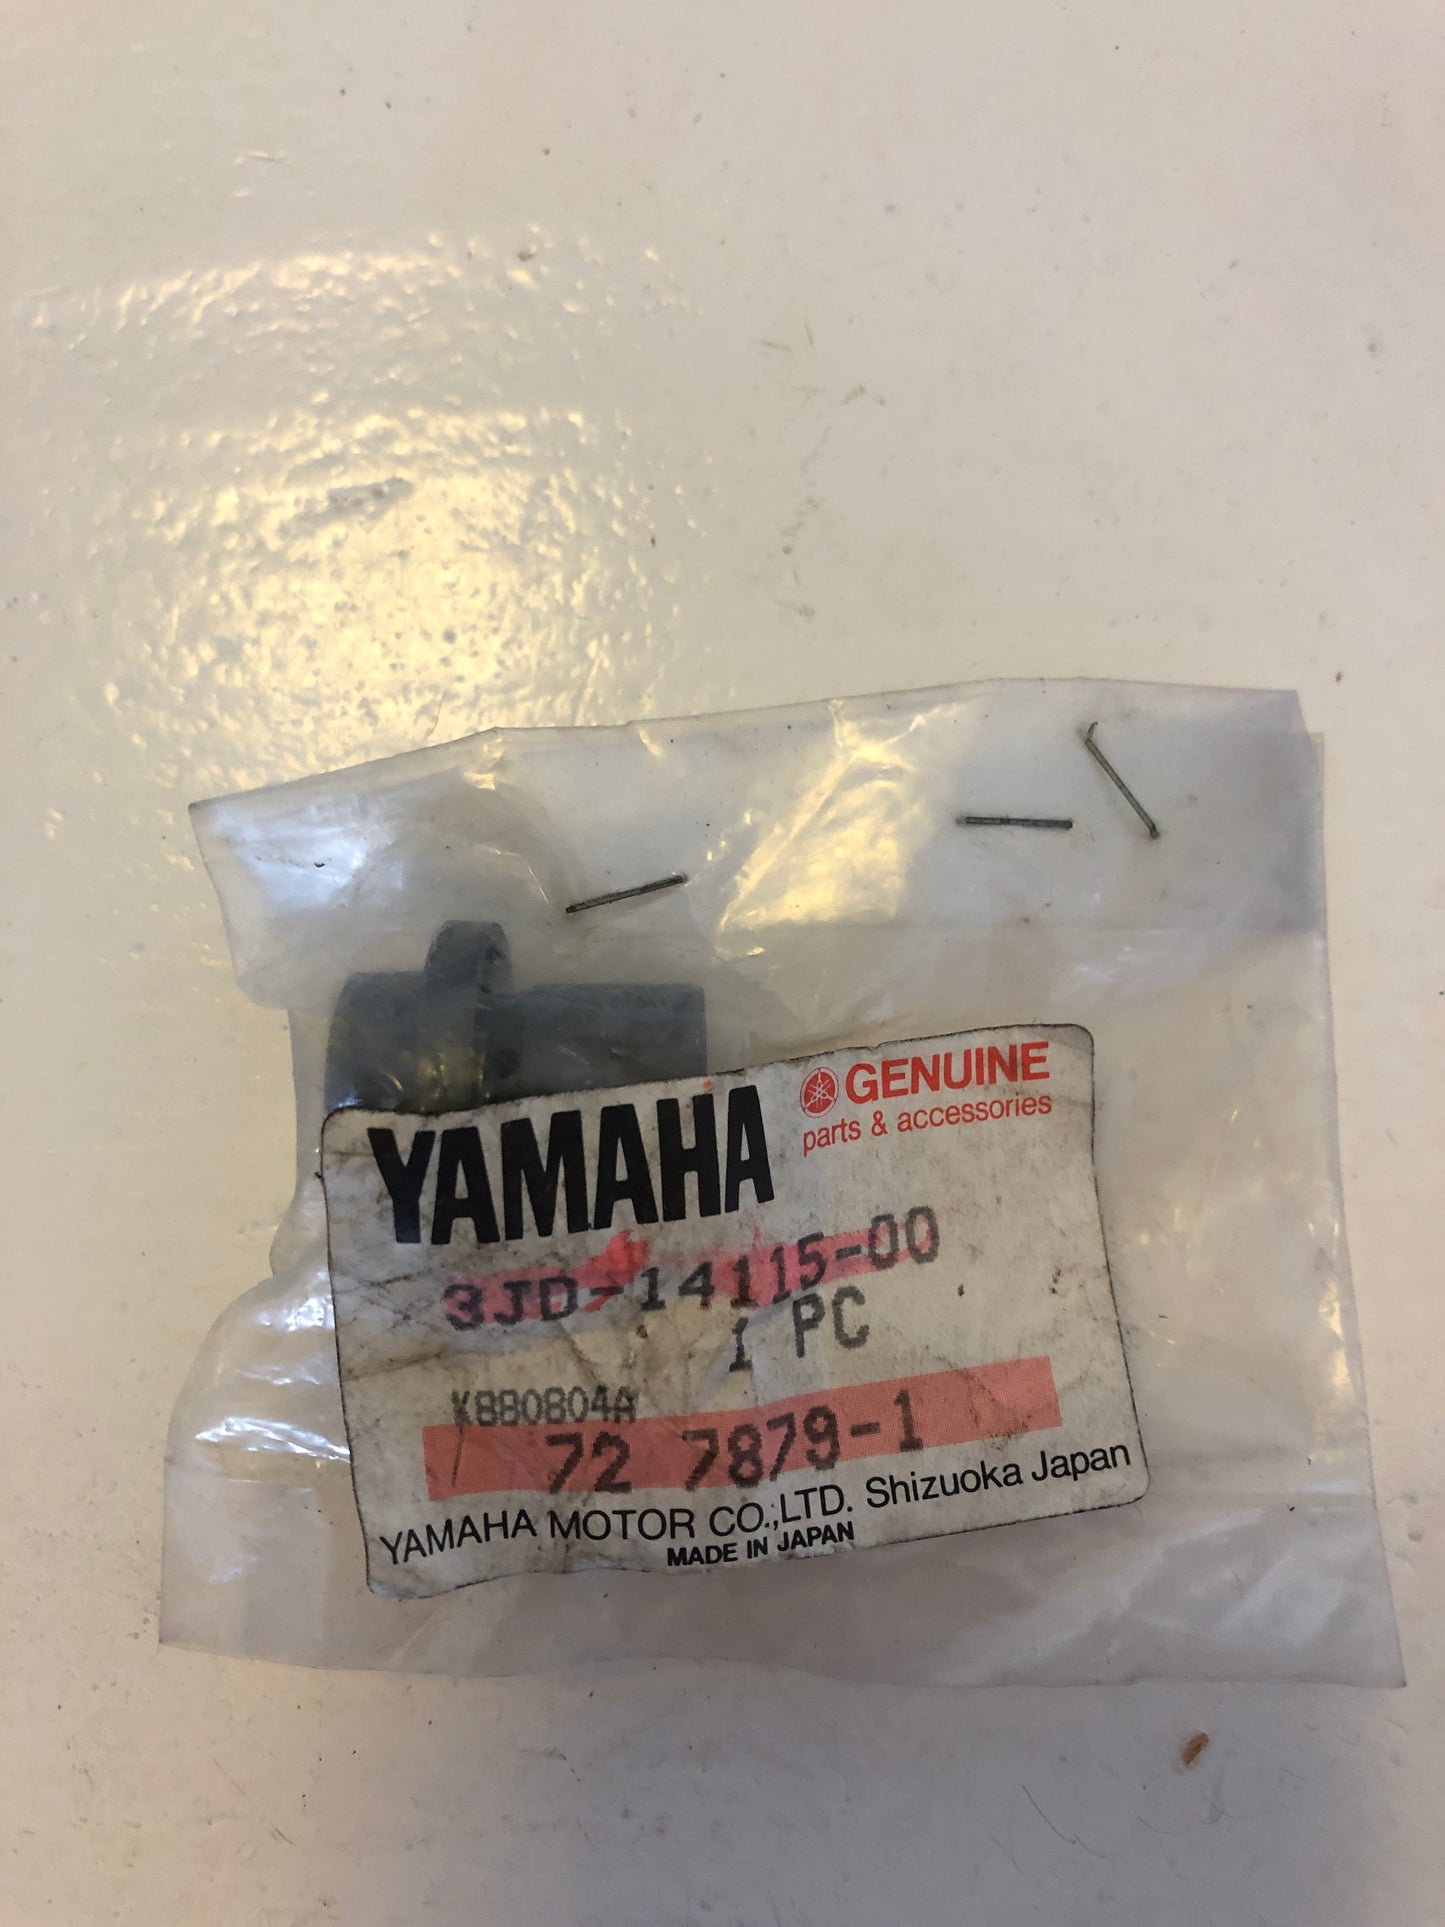 YAMAHA
GENUINE
parts & accessories
3JD-14115-00
1 PC
K880804A
72 7879-1
YAMAHA MOTOR CO.,LTD. Shizuoka Japan
MADE IN JAPAN